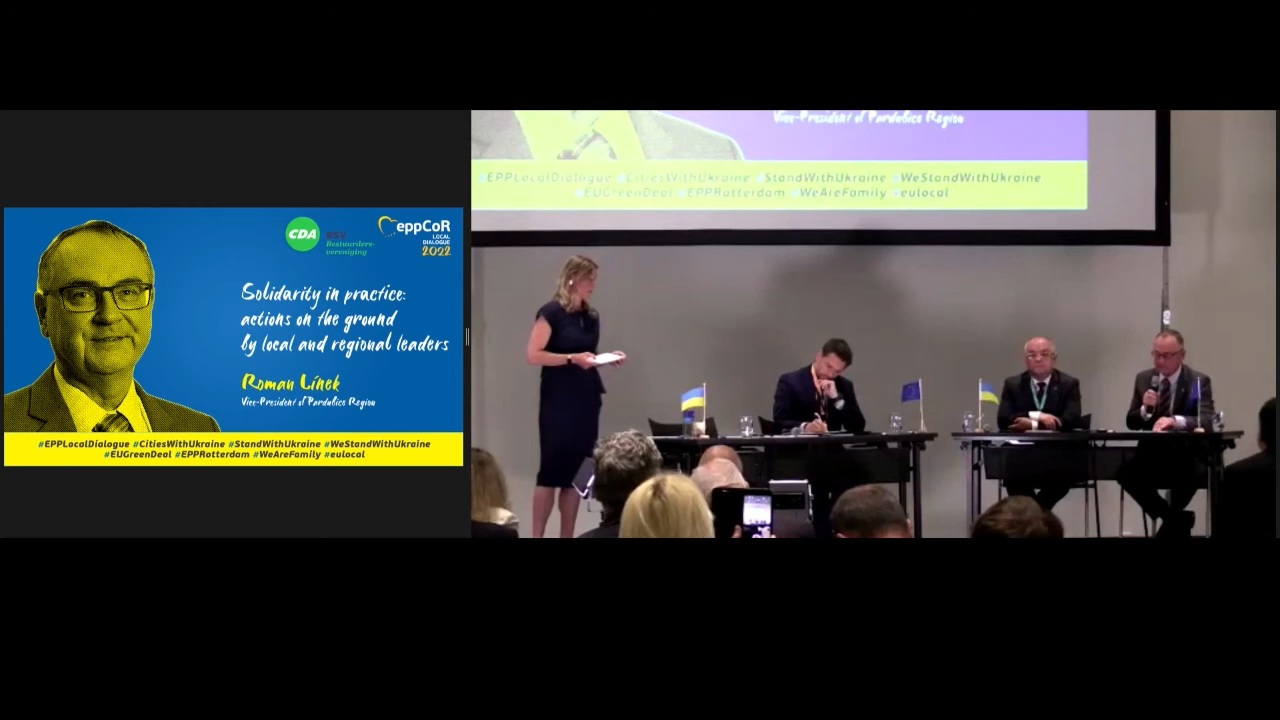 CDA
BSV
Bestuurders-
vereniging
eppCoR
LOCAL
DIALOGUE
2022
Solidarity in practice:
actions on the ground
by local and regional leaders
Roman Línek
Vice-President of Pardubice Region
#EPPLocalDialogue #CitiesWithUkraine #StandWithUkraine #WeStandWithUkraine
#EUGreenDeal #EPPRotterdam #WeAreFamily #eulocal
Vice-President of Pardubice Region
#EPPLocalDialogue #CitiesWithUkraine #StandWithUkraine #WeStandWithUkraine
#EUGreenDeal #EPPRotterdam #WeAreFamily #eulocal